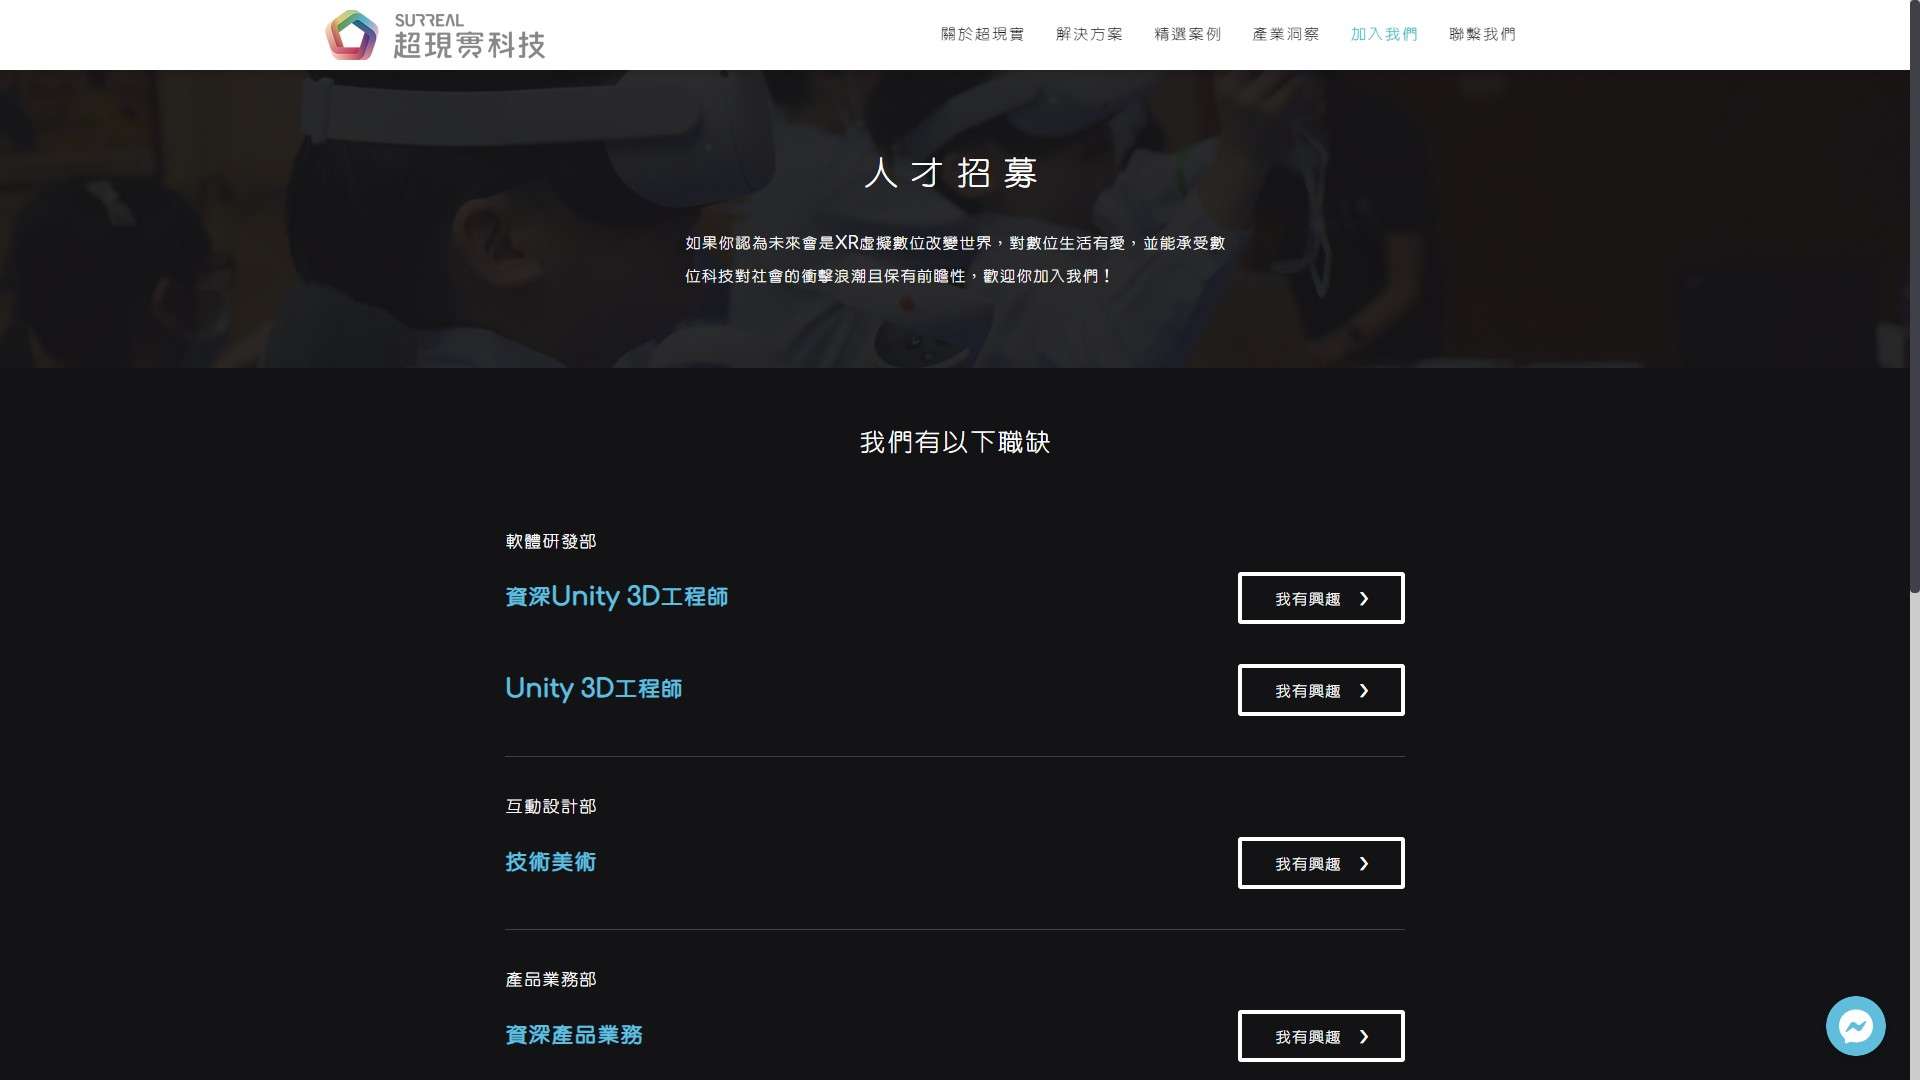 SURREAL
超現實科技
關於超現實 解決方案 精選案例 產業洞察 加入我們 聯繫我們
人才招募
如果你認為未來會是XR虛擬數位改變世界，對數位生活有愛，並能承受數
位科技對社會的衝擊浪潮且保有前瞻性，歡迎你加入我們！
我們有以下職缺
軟體研發部
資深Unity 3D工程師 我有興趣
Unity 3D工程師 我有興趣
互動設計部
技術美術 我有興趣
產品業務部
資深產品業務 我有興趣